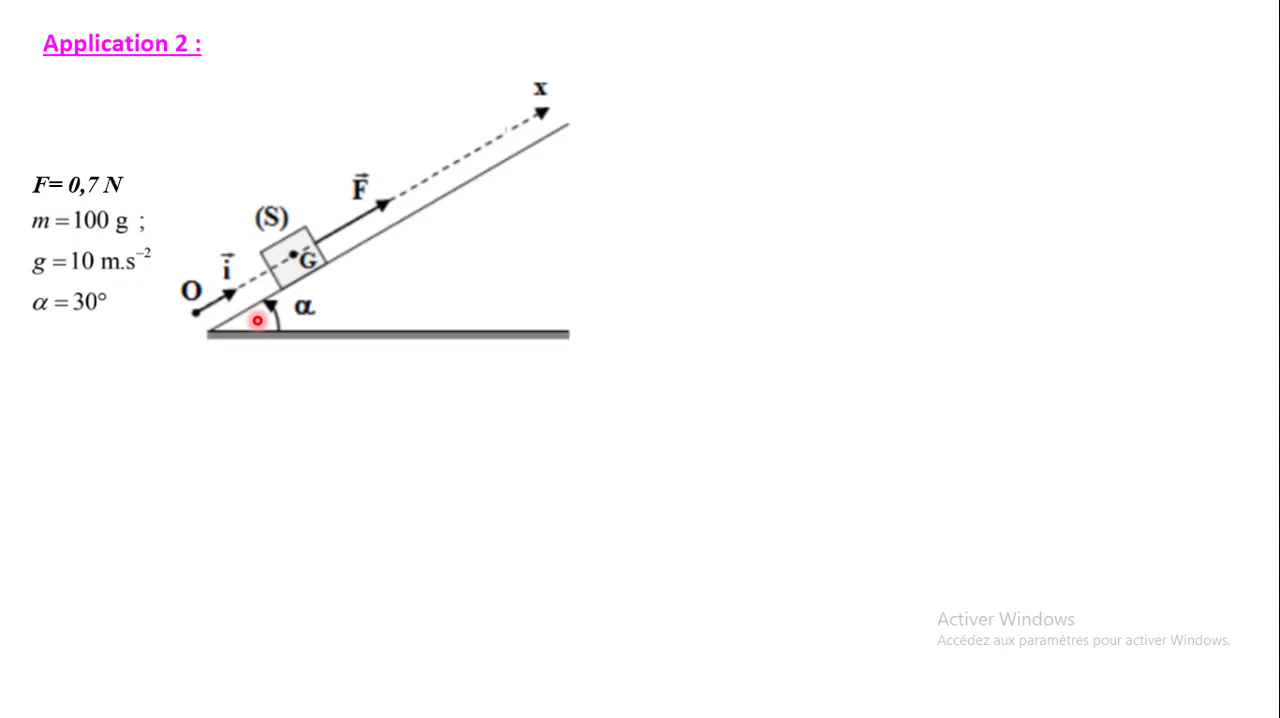 Application 2 :
x
F= 0,7 N
F⃗
m = 100 g ;
(S)
g = 10 m.s⁻²
i⃗
G
O
α = 30°
α
Activer Windows
Accédez aux paramètres pour activer Windows.